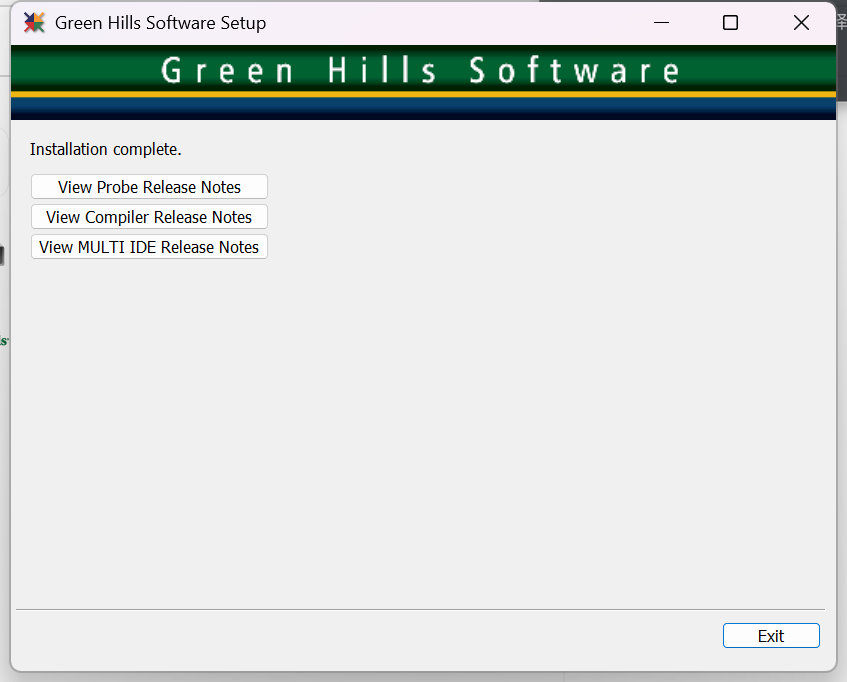 Green Hills Software Setup
Green Hills Software
Installation complete.
View Probe Release Notes
View Compiler Release Notes
View MULTI IDE Release Notes
Exit